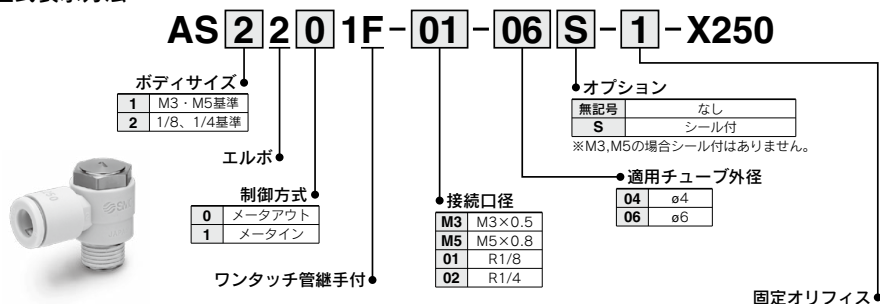 AS2201F-01-06S-1-X250
ボディサイズ
1 M3・M5基準
2 1/8、1/4基準
エルボ
制御方式
0 メータアウト
1 メータイン
ワンタッチ管継手付
接続口径
M3 M3×0.5
M5 M5×0.8
01 R1/8
02 R1/4
オプション
無記号 なし
S シール付
※M3,M5の場合シール付はありません。
適用チューブ外径
04 ø4
06 ø6
固定オリフィス
SMC